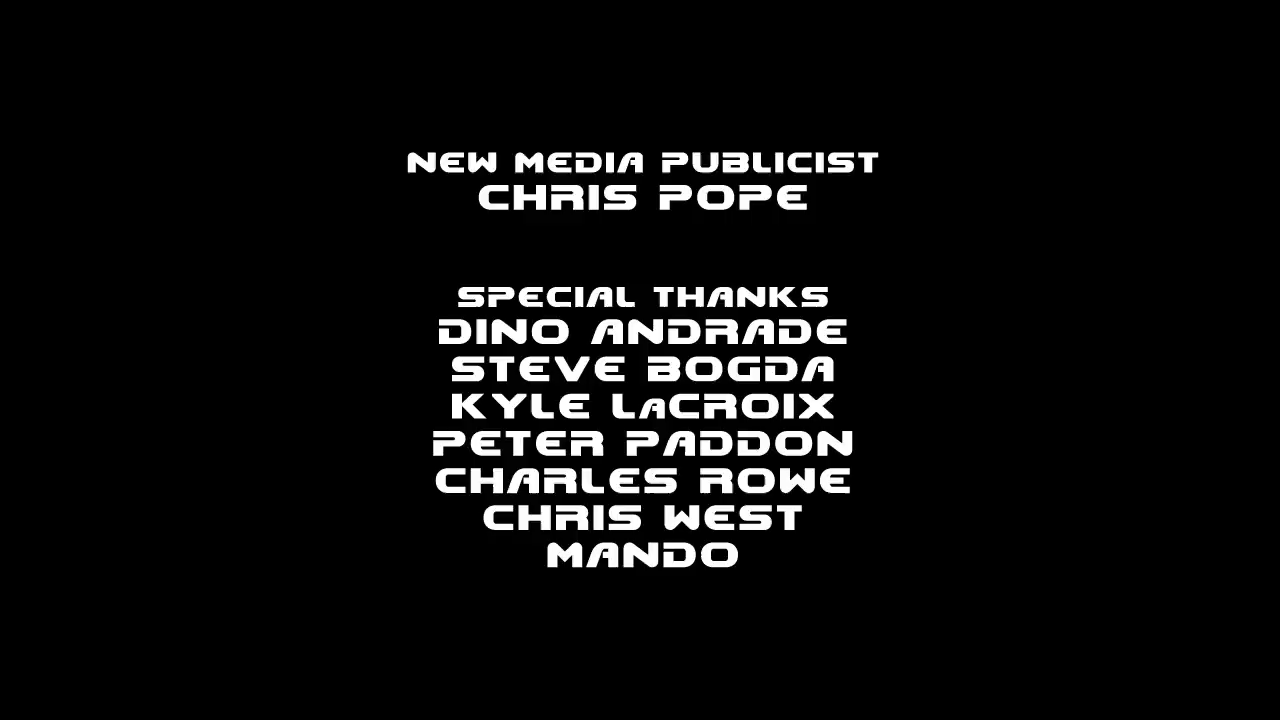 NEW MEDIA PUBLICIST
CHRIS POPE
SPECIAL THANKS
DINO ANDRADE
STEVE BOGDA
KYLE LaCROIX
PETER PADDON
CHARLES ROWE
CHRIS WEST
MANDO